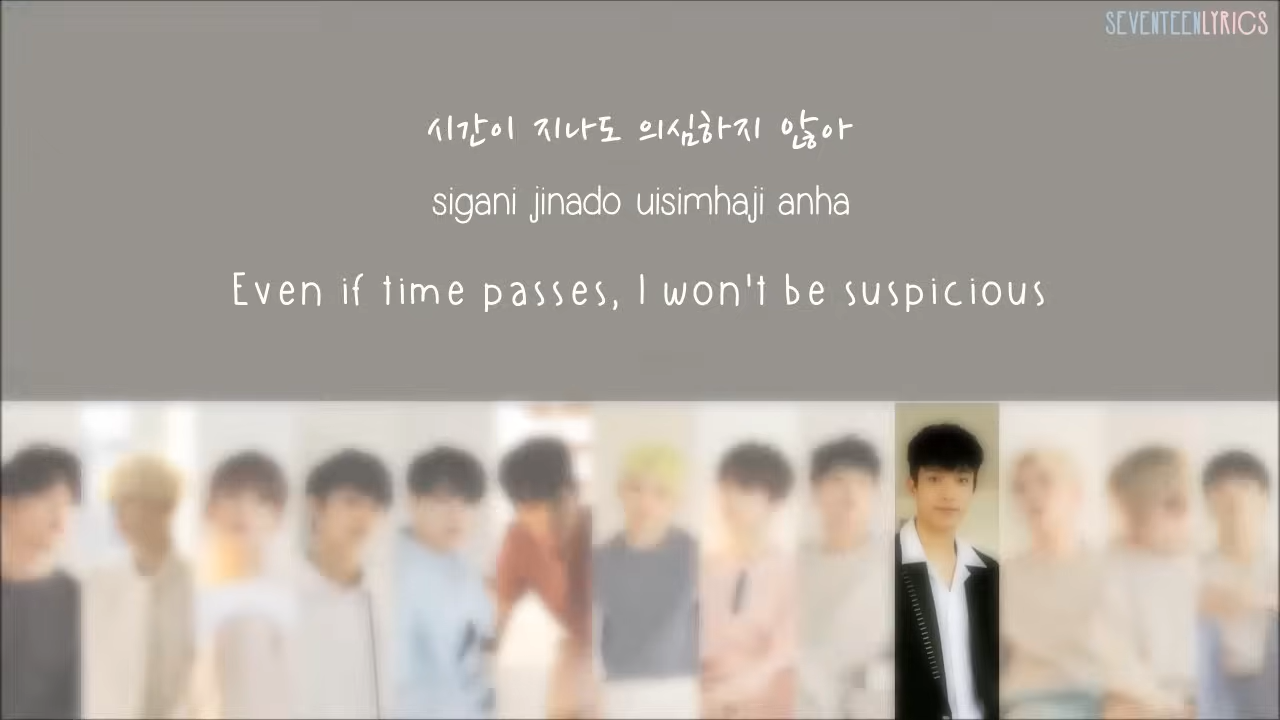 SEVENTEENLYRICS
시간이 지나도 의심하지 않아
sigani jinado uisimhaji anha
Even if time passes, I won't be suspicious